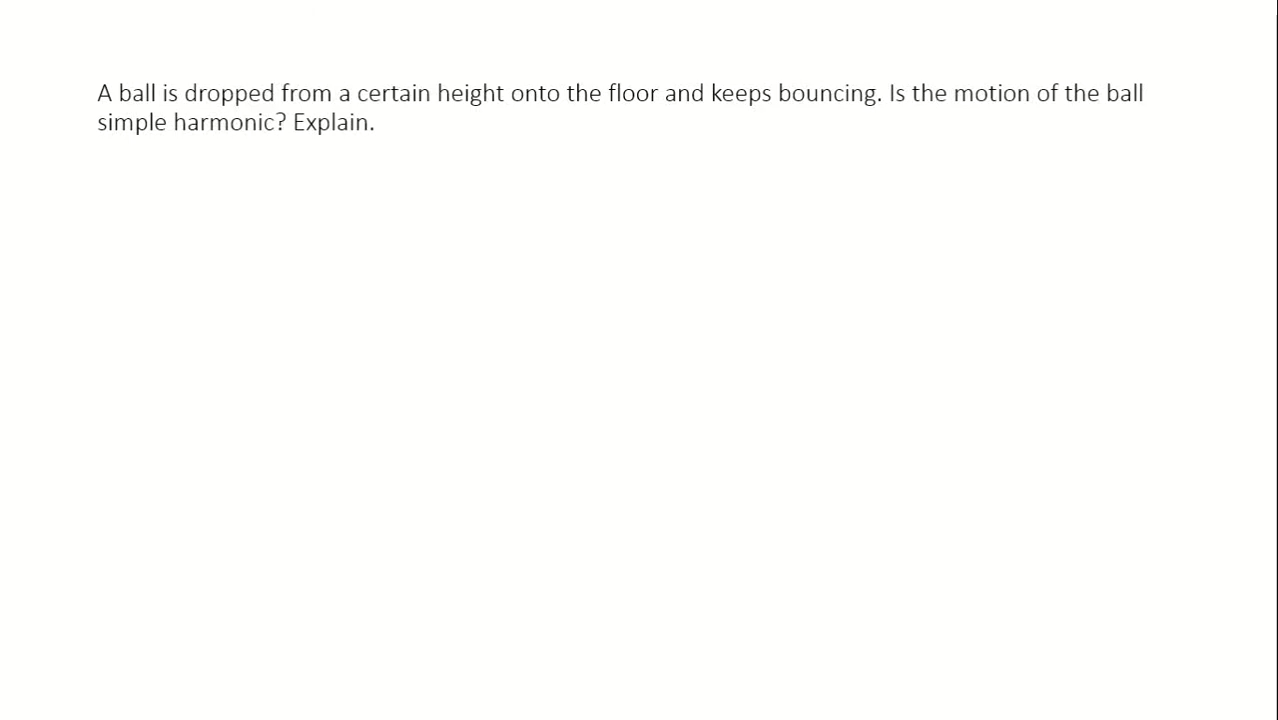 A ball is dropped from a certain height onto the floor and keeps bouncing. Is the motion of the ball
simple harmonic? Explain.